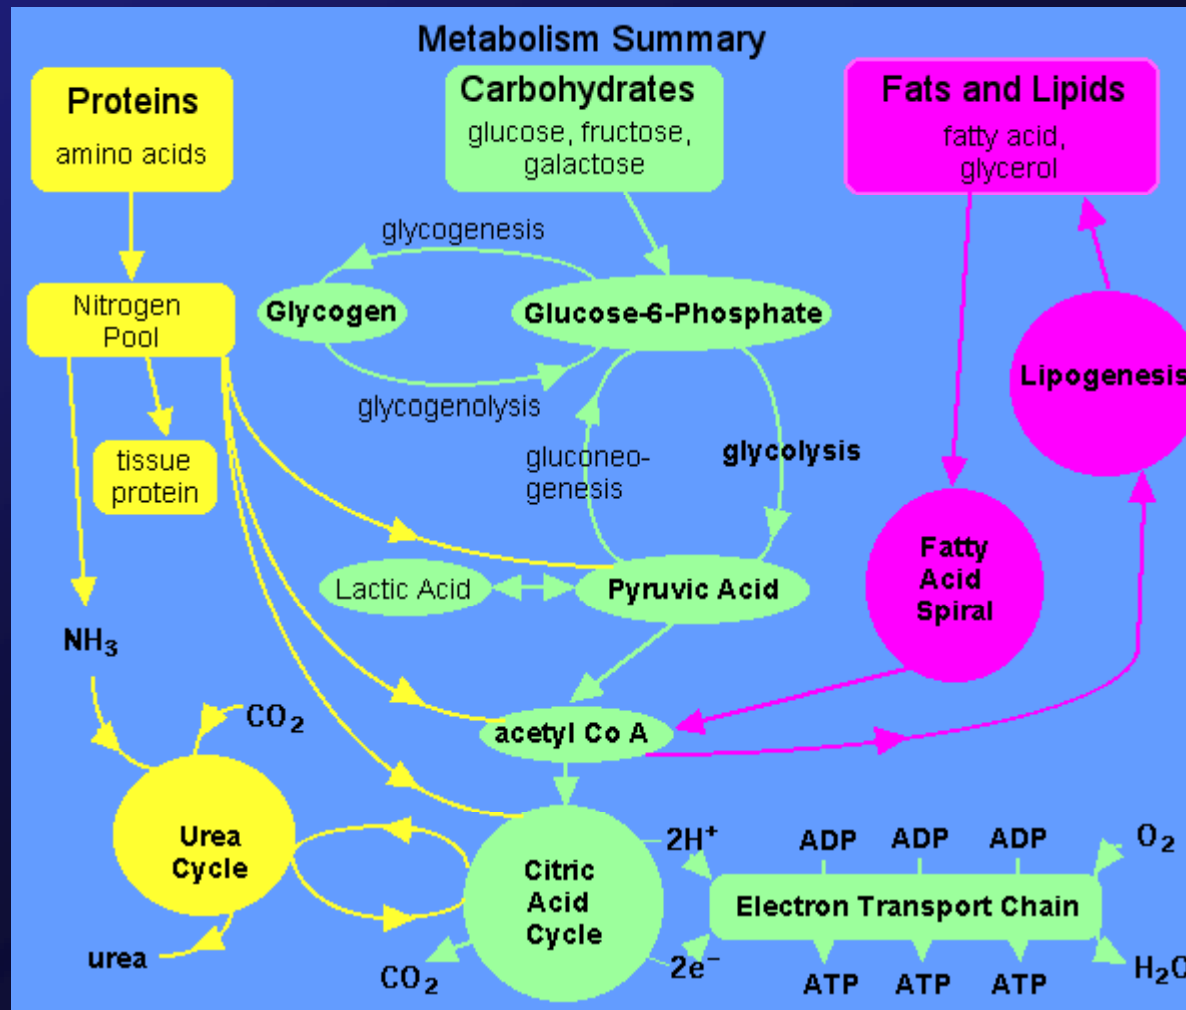 Metabolism Summary
Proteins
amino acids
Carbohydrates
glucose, fructose,
galactose
Fats and Lipids
fatty acid,
glycerol
glycogenesis
Nitrogen
Pool
Glycogen
Glucose-6-Phosphate
Lipogenesis
glycogenolysis
tissue
protein
gluconeo-
genesis
glycolysis
Fatty
Acid
Spiral
Lactic Acid
Pyruvic Acid
NH₃
CO₂
acetyl Co A
Urea
Cycle
urea
Citric
Acid
Cycle
CO₂
2H⁺
2e⁻
ADP ADP ADP
O₂
Electron Transport Chain
ATP ATP ATP
H₂O